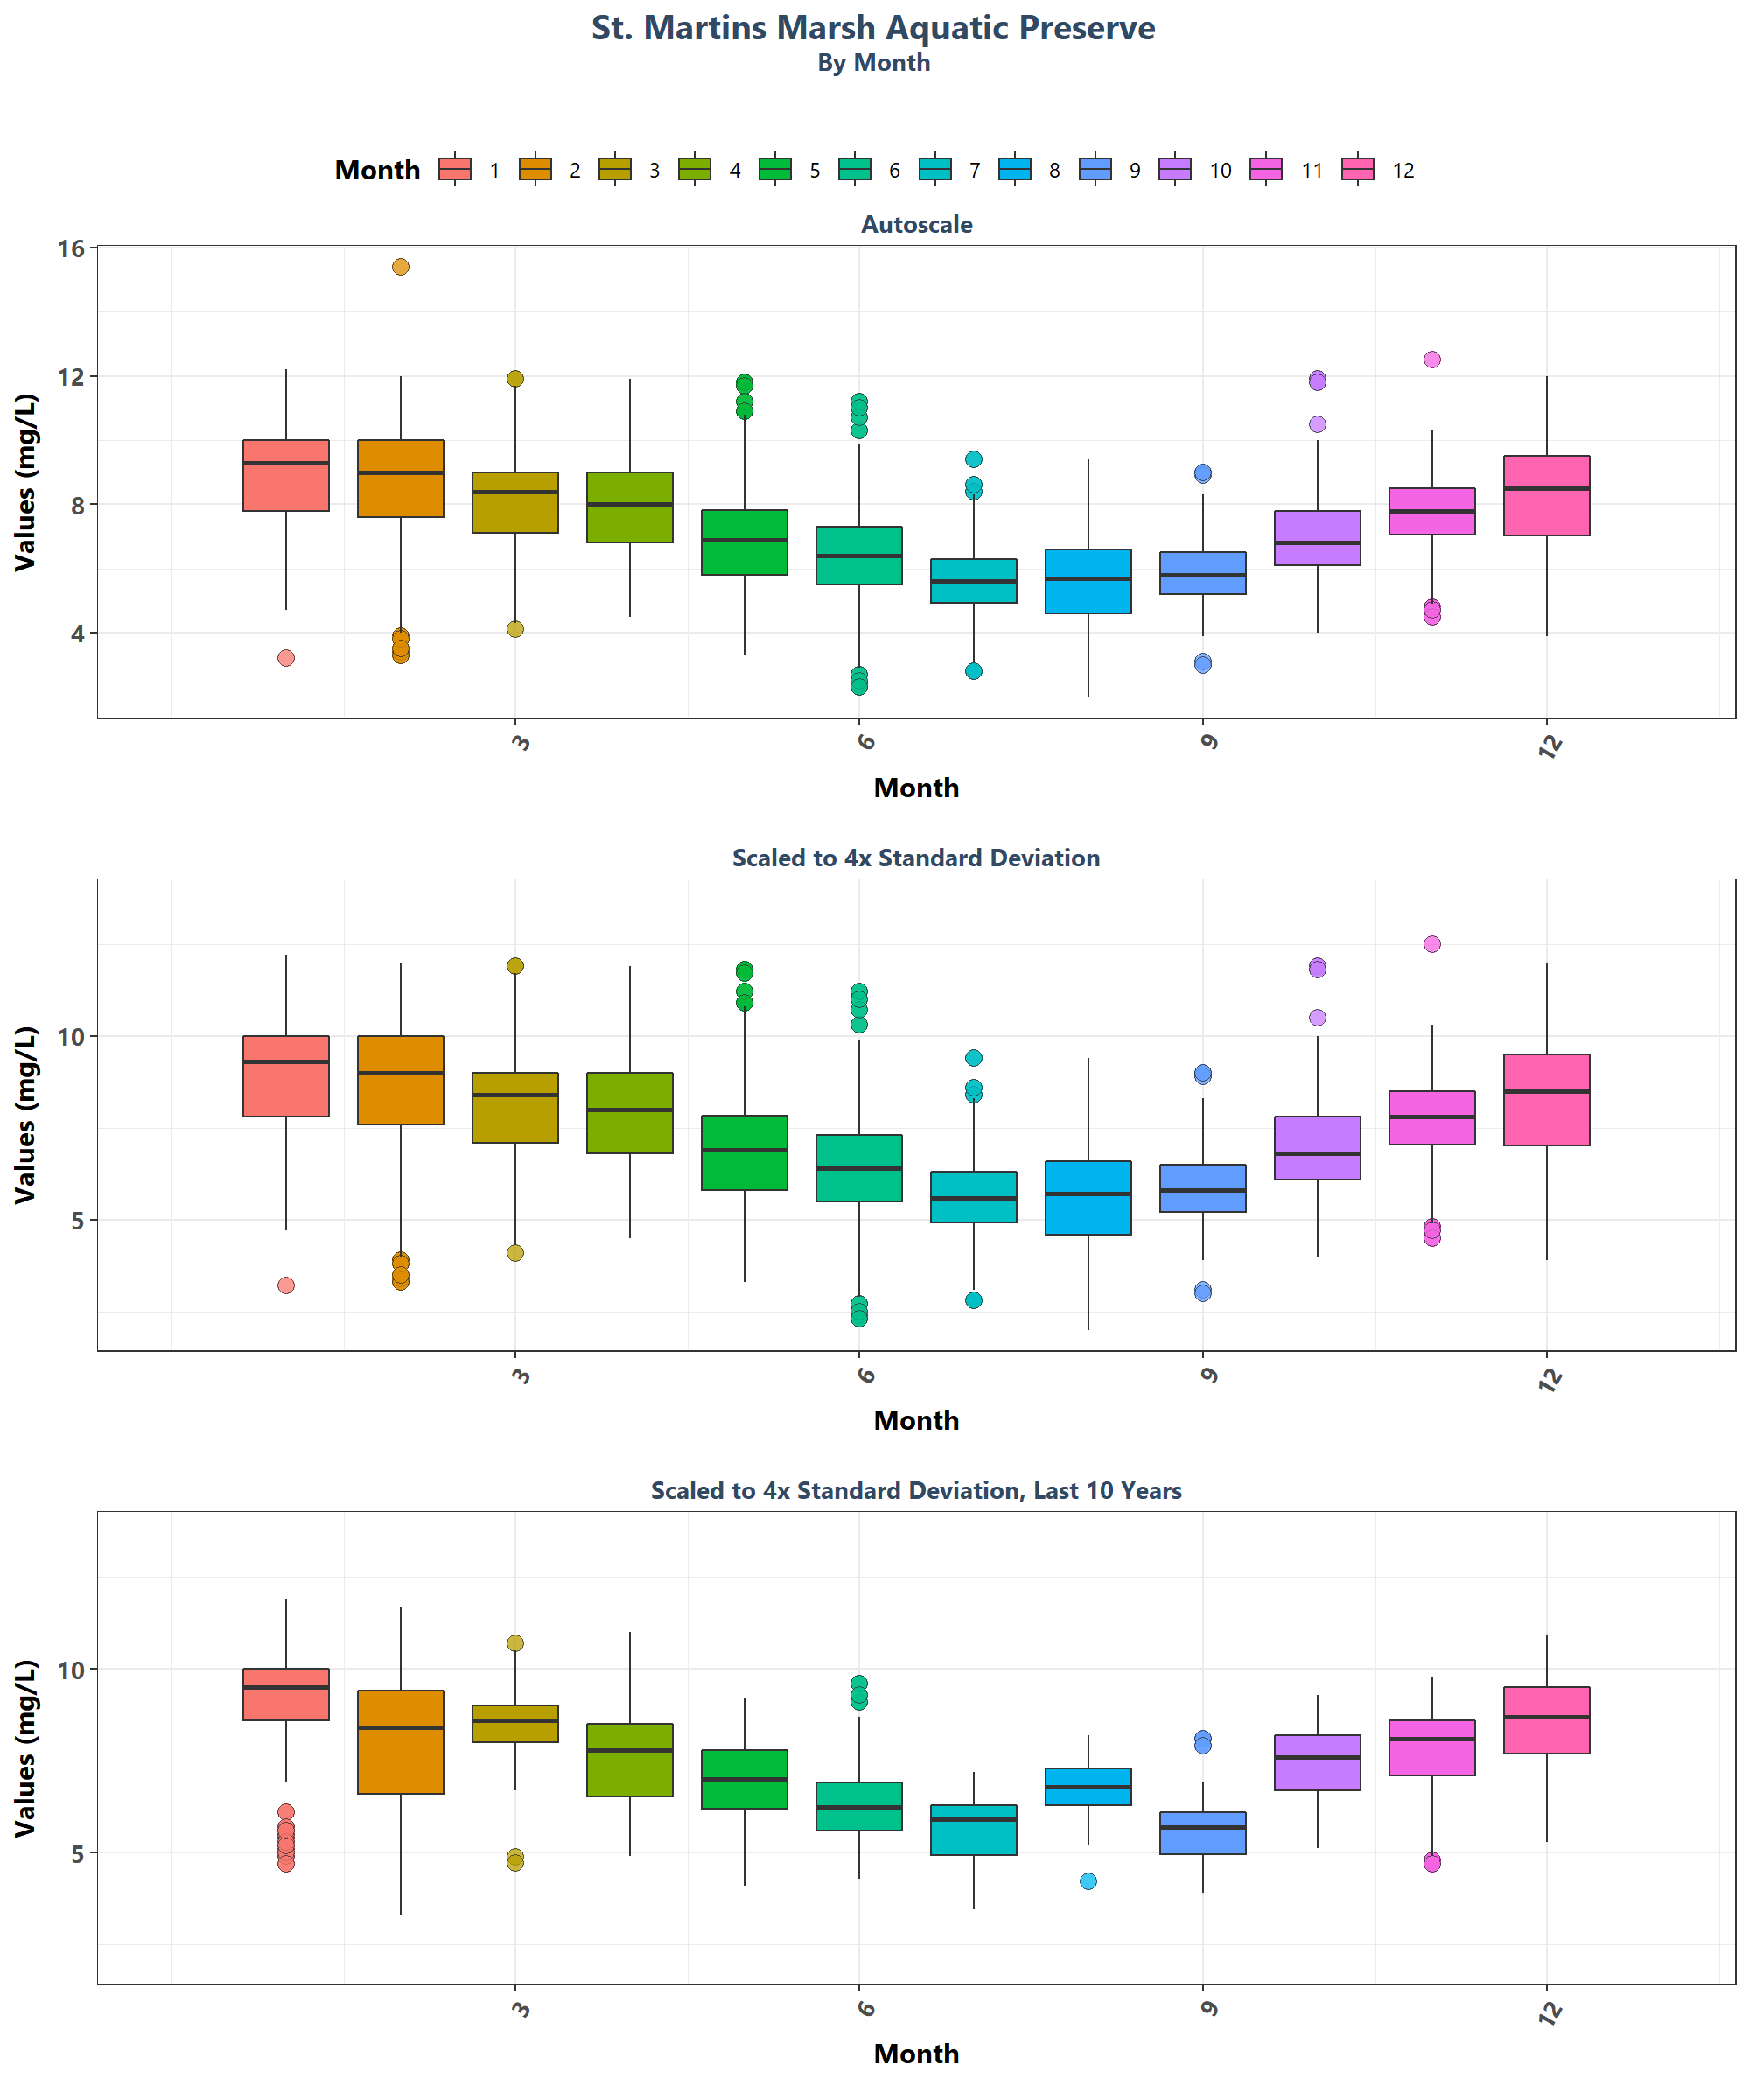 St. Martins Marsh Aquatic Preserve
By Month
Month 1 2 3 4 5 6 7 8 9 10 11 12
Autoscale
Values (mg/L)
16
12
8
4
3 6 9 12
Month
Scaled to 4x Standard Deviation
Values (mg/L)
10
5
3 6 9 12
Month
Scaled to 4x Standard Deviation, Last 10 Years
Values (mg/L)
10
5
3 6 9 12
Month